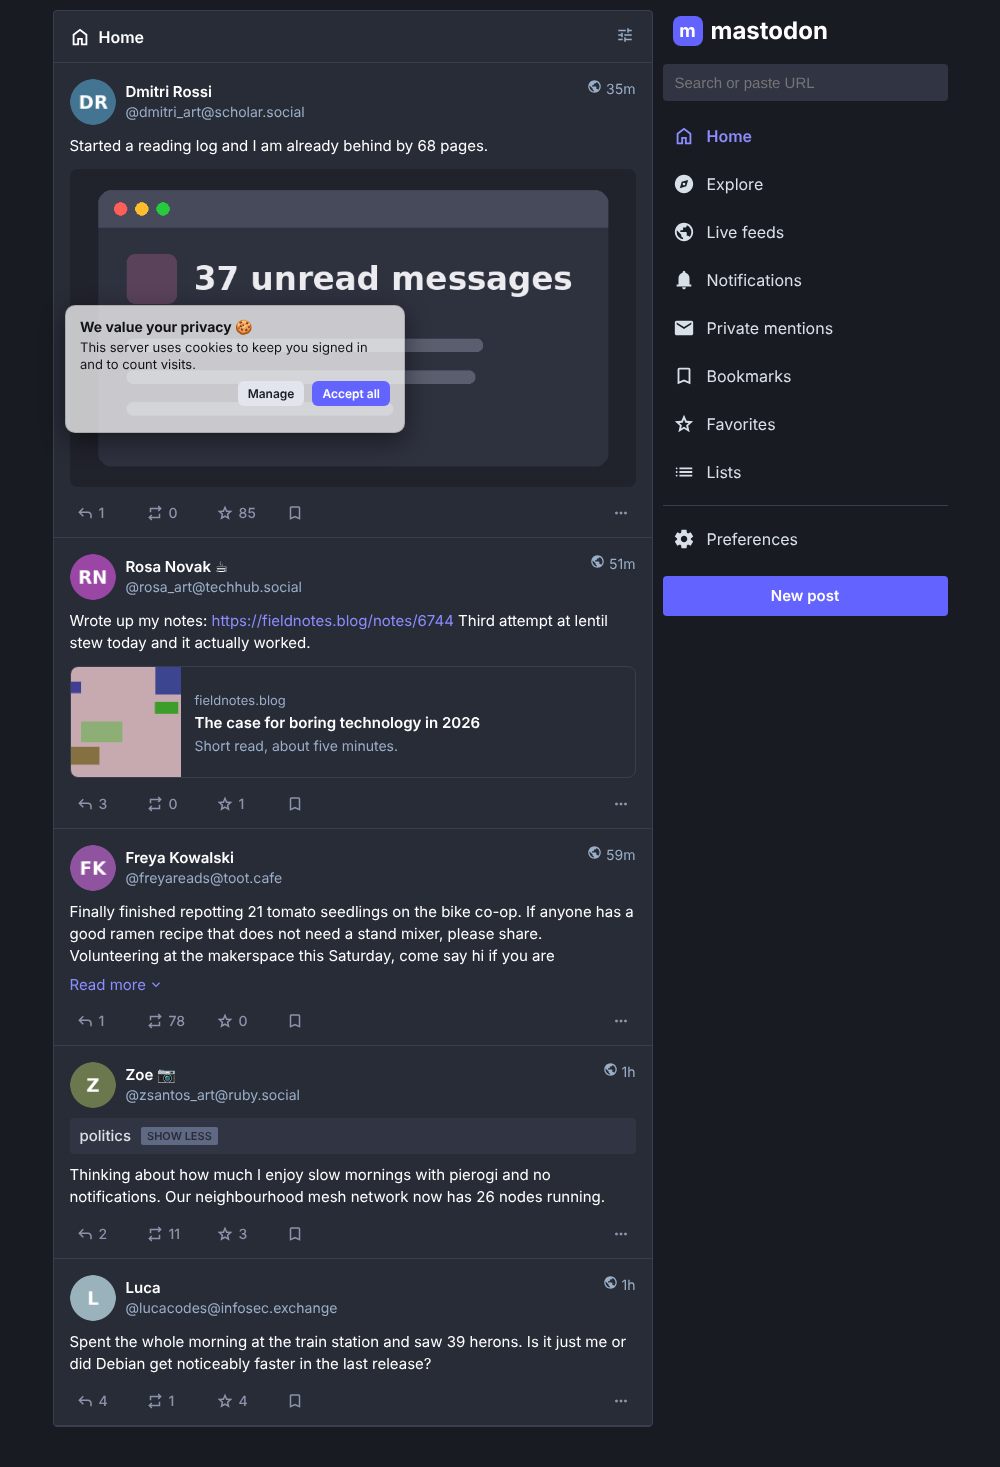 Home
DR
Dmitri Rossi
35m
@dmitri_art@scholar.social
Started a reading log and I am already behind by 68 pages.
37 unread messages
We value your privacy 🍪
This server uses cookies to keep you signed in
and to count visits.
Manage
Accept all
1
0
85
RN
Rosa Novak ☕
51m
@rosa_art@techhub.social
Wrote up my notes: https://fieldnotes.blog/notes/6744 Third attempt at lentil
stew today and it actually worked.
fieldnotes.blog
The case for boring technology in 2026
Short read, about five minutes.
3
0
1
FK
Freya Kowalski
59m
@freyareads@toot.cafe
Finally finished repotting 21 tomato seedlings on the bike co-op. If anyone has a
good ramen recipe that does not need a stand mixer, please share.
Volunteering at the makerspace this Saturday, come say hi if you are
Read more
1
78
0
Z
Zoe 📷
1h
@zsantos_art@ruby.social
politics SHOW LESS
Thinking about how much I enjoy slow mornings with pierogi and no
notifications. Our neighbourhood mesh network now has 26 nodes running.
2
11
3
L
Luca
1h
@lucacodes@infosec.exchange
Spent the whole morning at the train station and saw 39 herons. Is it just me or
did Debian get noticeably faster in the last release?
4
1
4
m mastodon
Search or paste URL
Home
Explore
Live feeds
Notifications
Private mentions
Bookmarks
Favorites
Lists
Preferences
New post